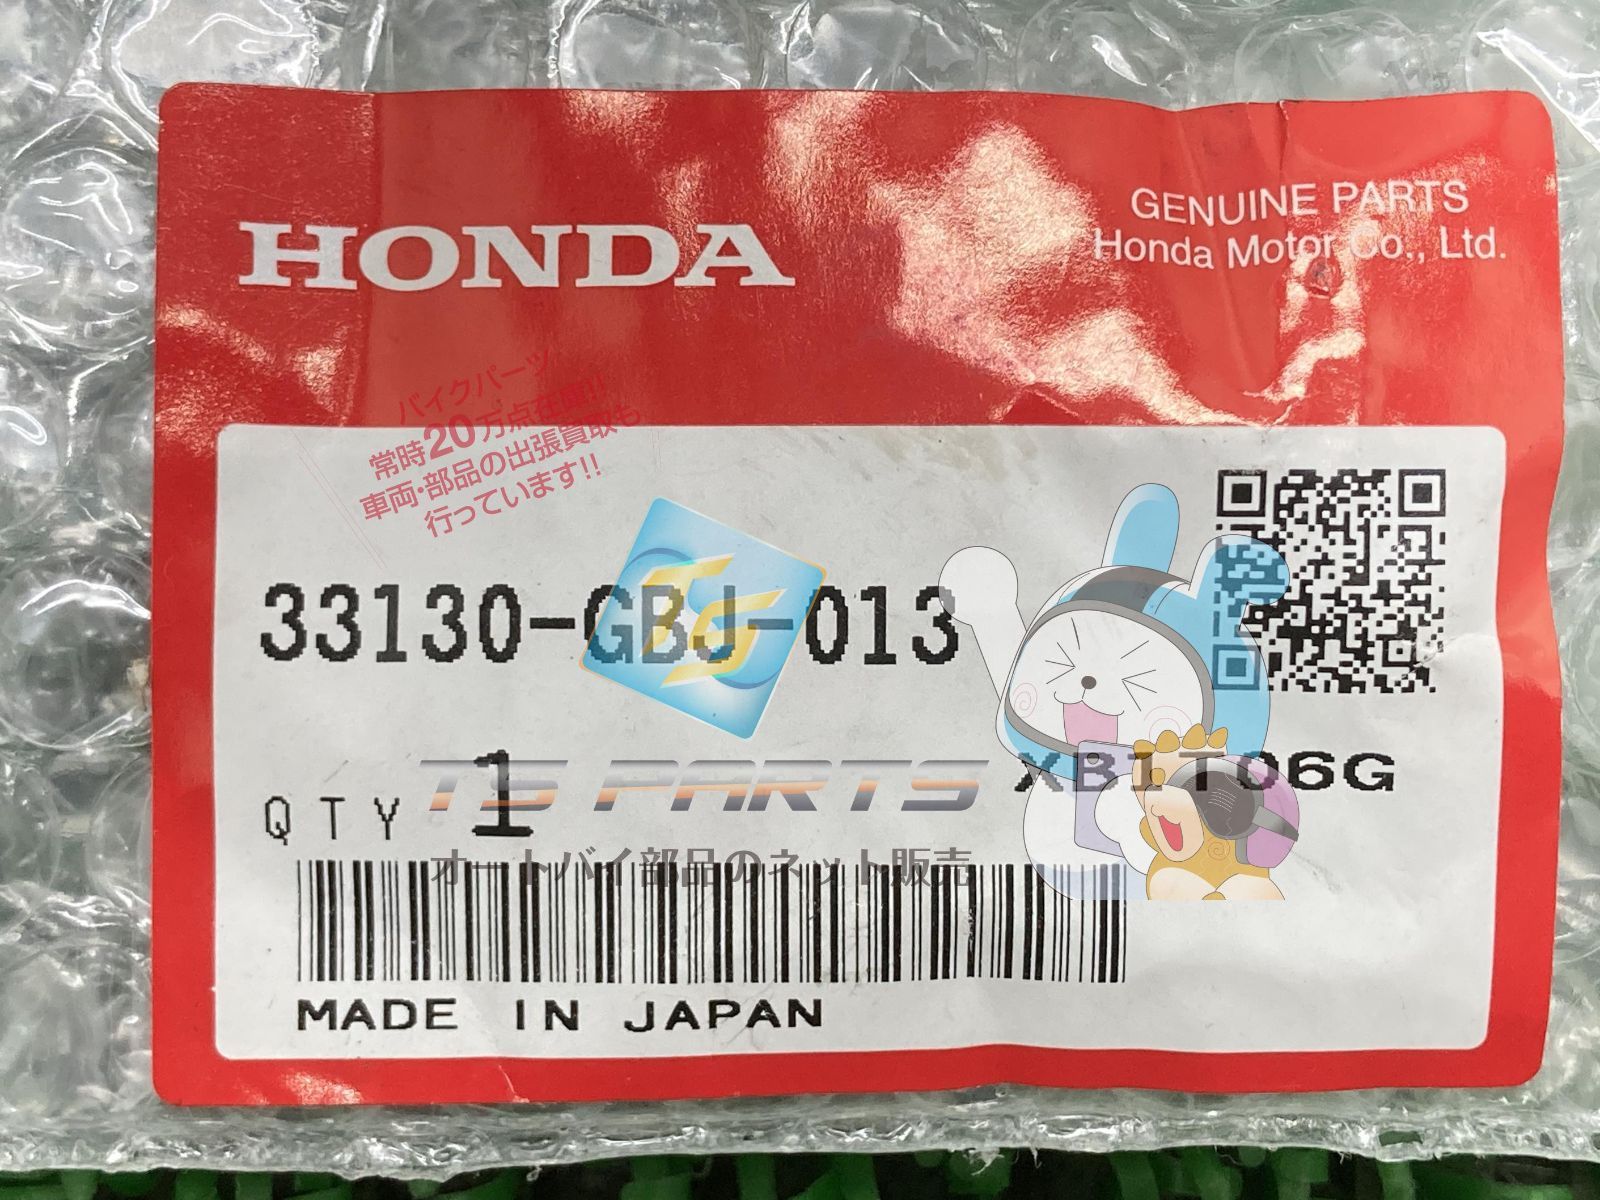 HONDA
GENUINE PARTS
Honda Motor Co., Ltd.
バイクパーツ
常時20万点在庫!!
車両・部品の出張買取も
行っています!!
33130-GBJ-013
TS
XB1T06G
QTY 1
TS PARTS
オートバイ部品のネット販売
MADE IN JAPAN